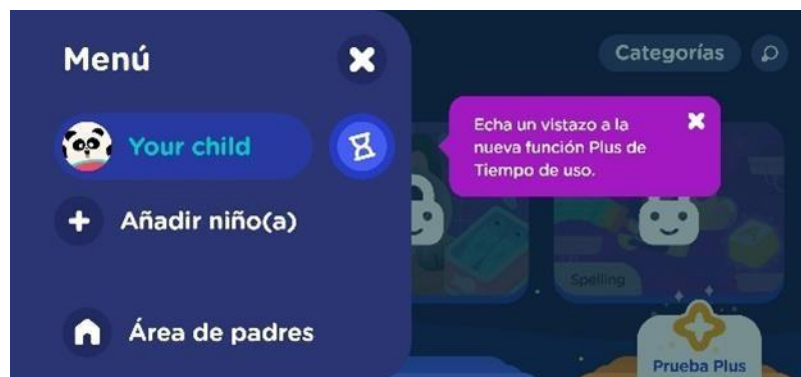 Menú
Categorías
Your child
Echa un vistazo a la
nueva función Plus de
Tiempo de uso.
Añadir niño(a)
Spelling
Área de padres
Prueba Plus